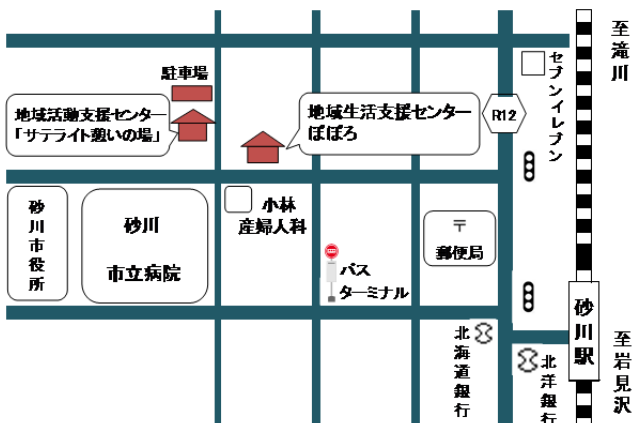 至滝川
セブンイレブン
駐車場
地域活動支援センター
「サテライト憩いの場」
地域生活支援センター
ぽぽろ
R12
砂川市役所
砂川
市立病院
小林
産婦人科
〒
郵便局
バス
ターミナル
砂川駅
北海道銀行
北洋銀行
至岩見沢